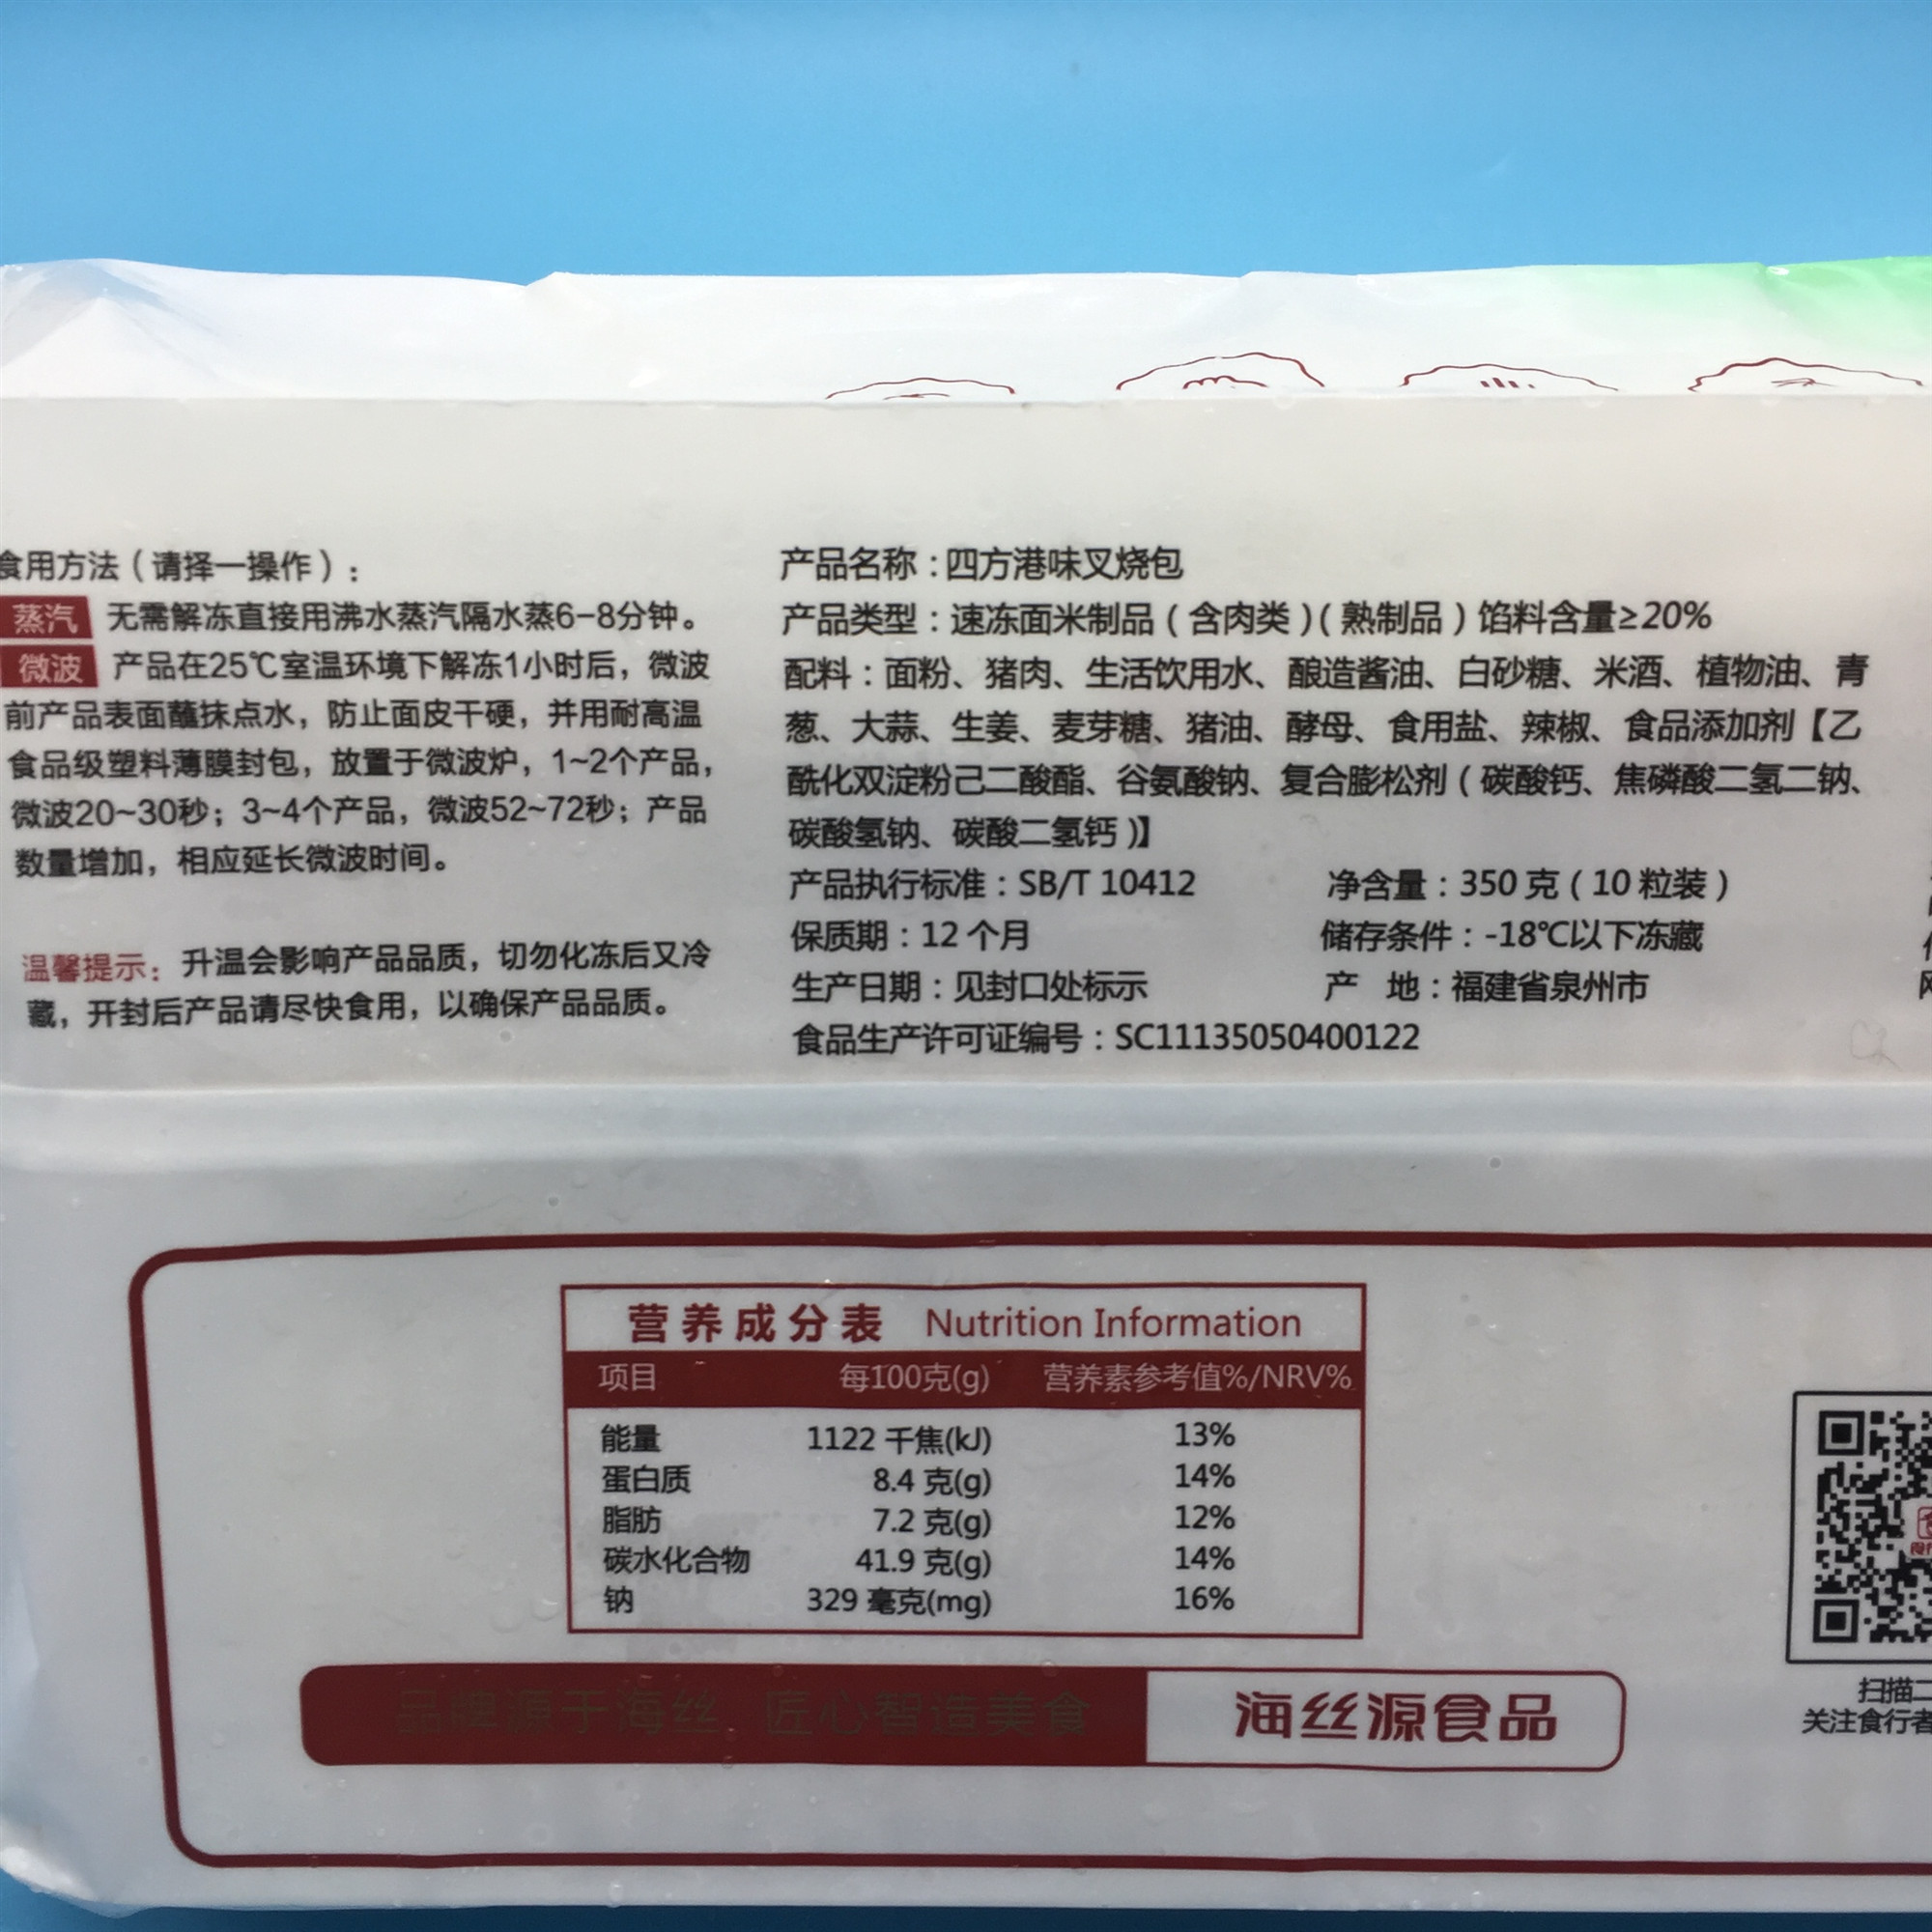 食用方法（请择一操作）：
蒸汽 无需解冻直接用沸水蒸汽隔水蒸6-8分钟。
微波 产品在25℃室温环境下解冻1小时后，微波
前产品表面蘸抹点水，防止面皮干硬，并用耐高温
食品级塑料薄膜封包，放置于微波炉，1~2个产品，
微波20~30秒；3~4个产品，微波52~72秒；产品
数量增加，相应延长微波时间。
温馨提示：升温会影响产品品质，切勿化冻后又冷
藏，开封后产品请尽快食用，以确保产品品质。
产品名称：四方港味叉烧包
产品类型：速冻面米制品（含肉类）（熟制品）馅料含量≥20%
配料：面粉、猪肉、生活饮用水、酿造酱油、白砂糖、米酒、植物油、青
葱、大蒜、生姜、麦芽糖、猪油、酵母、食用盐、辣椒、食品添加剂【乙
酰化双淀粉己二酸酯、谷氨酸钠、复合膨松剂（碳酸钙、焦磷酸二氢二钠、
碳酸氢钠、碳酸二氢钙）】
产品执行标准：SB/T 10412 净含量：350 克（10 粒装）
保质期：12 个月 储存条件：-18℃以下冻藏
生产日期：见封口处标示 产 地：福建省泉州市
食品生产许可证编号：SC11135050400122
营养成分表 Nutrition Information
项目 每100克(g) 营养素参考值%/NRV%
能量 1122 千焦(kJ) 13%
蛋白质 8.4 克(g) 14%
脂肪 7.2 克(g) 12%
碳水化合物 41.9 克(g) 14%
钠 329 毫克(mg) 16%
品牌源于海丝 匠心智造美食 海丝源食品
扫描二
关注食行者